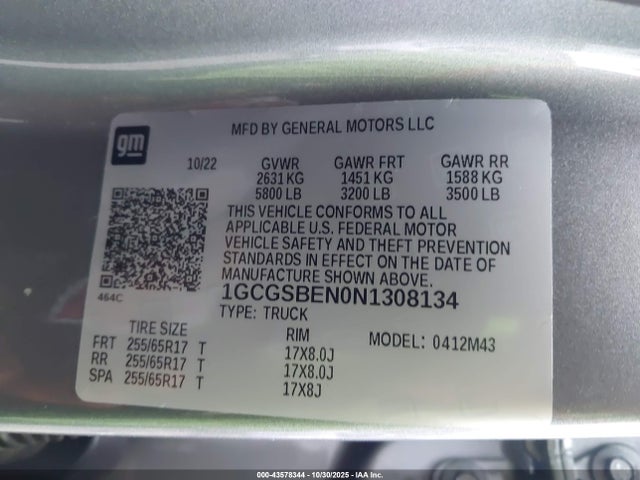 gm
MFD BY GENERAL MOTORS LLC
10/22 GVWR GAWR FRT GAWR RR
2631 KG 1451 KG 1588 KG
5800 LB 3200 LB 3500 LB
THIS VEHICLE CONFORMS TO ALL
APPLICABLE U.S. FEDERAL MOTOR
VEHICLE SAFETY AND THEFT PREVENTION
STANDARDS IN EFFECT ON THE DATE OF
MANUFACTURE SHOWN ABOVE.
464C
1GCGSBEN0N1308134
TYPE: TRUCK
TIRE SIZE RIM MODEL: 0412M43
FRT 255/65R17 T 17X8.0J
RR 255/65R17 T 17X8.0J
SPA 255/65R17 T 17X8J
000-43578344 - 10/30/2025 - IAA Inc.